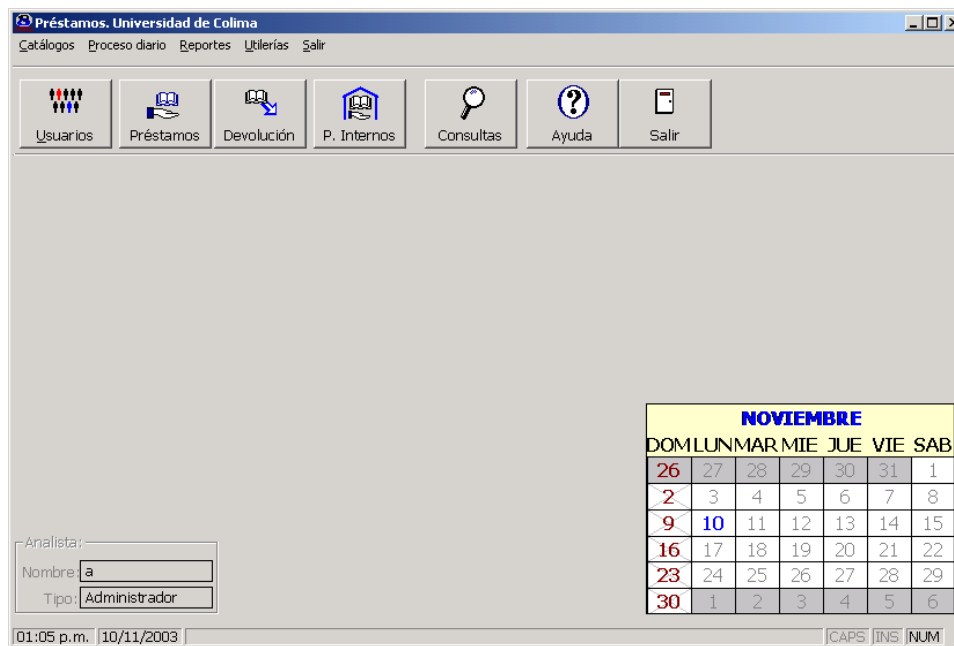 Préstamos. Universidad de Colima
Catálogos Proceso diario Reportes Utilerías Salir
Usuarios Préstamos Devolución P. Internos Consultas Ayuda Salir
NOVIEMBRE
DOM LUN MAR MIE JUE VIE SAB
26 27 28 29 30 31 1
2 3 4 5 6 7 8
9 10 11 12 13 14 15
16 17 18 19 20 21 22
23 24 25 26 27 28 29
30 1 2 3 4 5 6
Analista:
Nombre: a
Tipo: Administrador
01:05 p.m. 10/11/2003 CAPS INS NUM